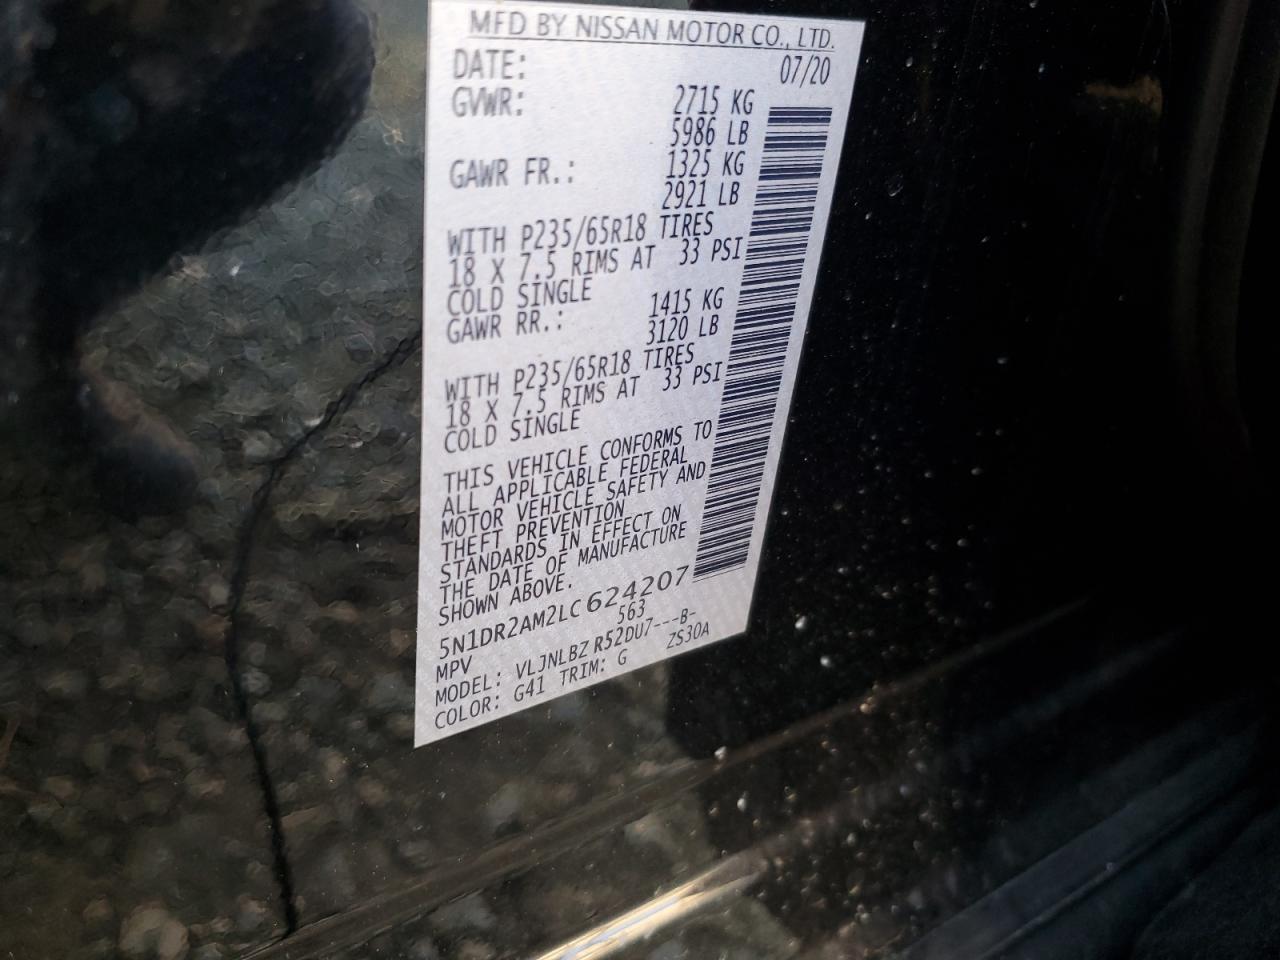 MFD BY NISSAN MOTOR CO., LTD.
DATE: 07/20
GVWR: 2715 KG
5986 LB
GAWR FR.: 1325 KG
2921 LB
WITH P235/65R18 TIRES
18 X 7.5 RIMS AT 33 PSI
COLD SINGLE
GAWR RR.: 1415 KG
3120 LB
WITH P235/65R18 TIRES
18 X 7.5 RIMS AT 33 PSI
COLD SINGLE
THIS VEHICLE CONFORMS TO
ALL APPLICABLE FEDERAL
MOTOR VEHICLE SAFETY AND
THEFT PREVENTION
STANDARDS IN EFFECT ON
THE DATE OF MANUFACTURE
SHOWN ABOVE.
5N1DR2AM2LC624207
MPV 563
MODEL: VLJNLBZ R52DU7---B-
COLOR: G41 TRIM: G ZS30A